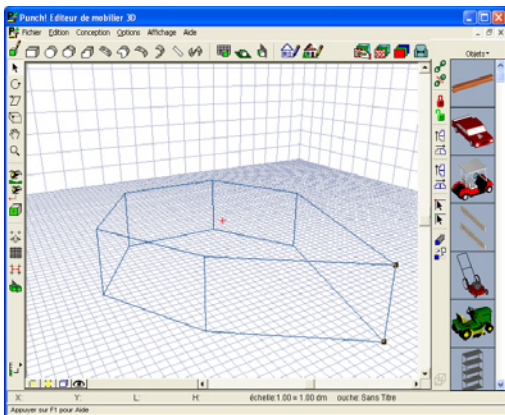 Punch! Editeur de mobilier 3D
Fichier Edition Conception Options Affichage Aide
Objets
X: Y: L: H: échelle:1.00 = 1.00 dm ouche: Sans Titre
Appuyer sur F1 pour Aide